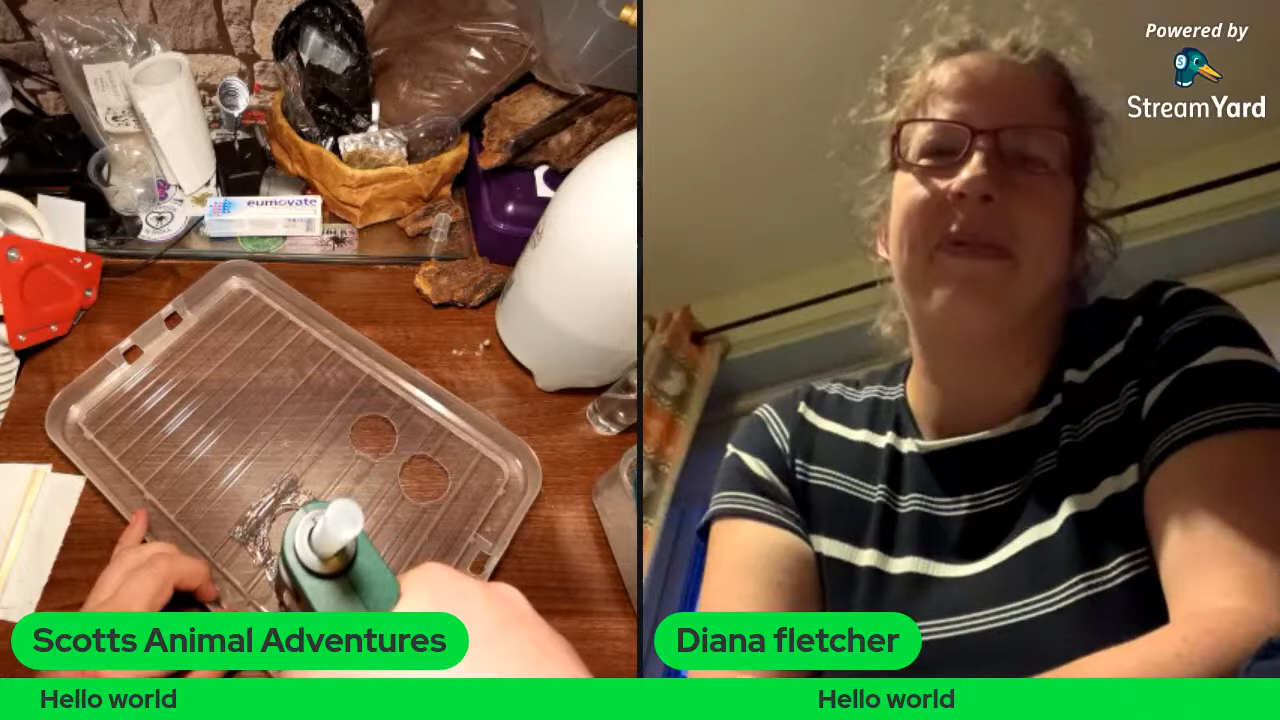 Powered by
StreamYard
eumovate
Scotts Animal Adventures
Diana fletcher
Hello world
Hello world